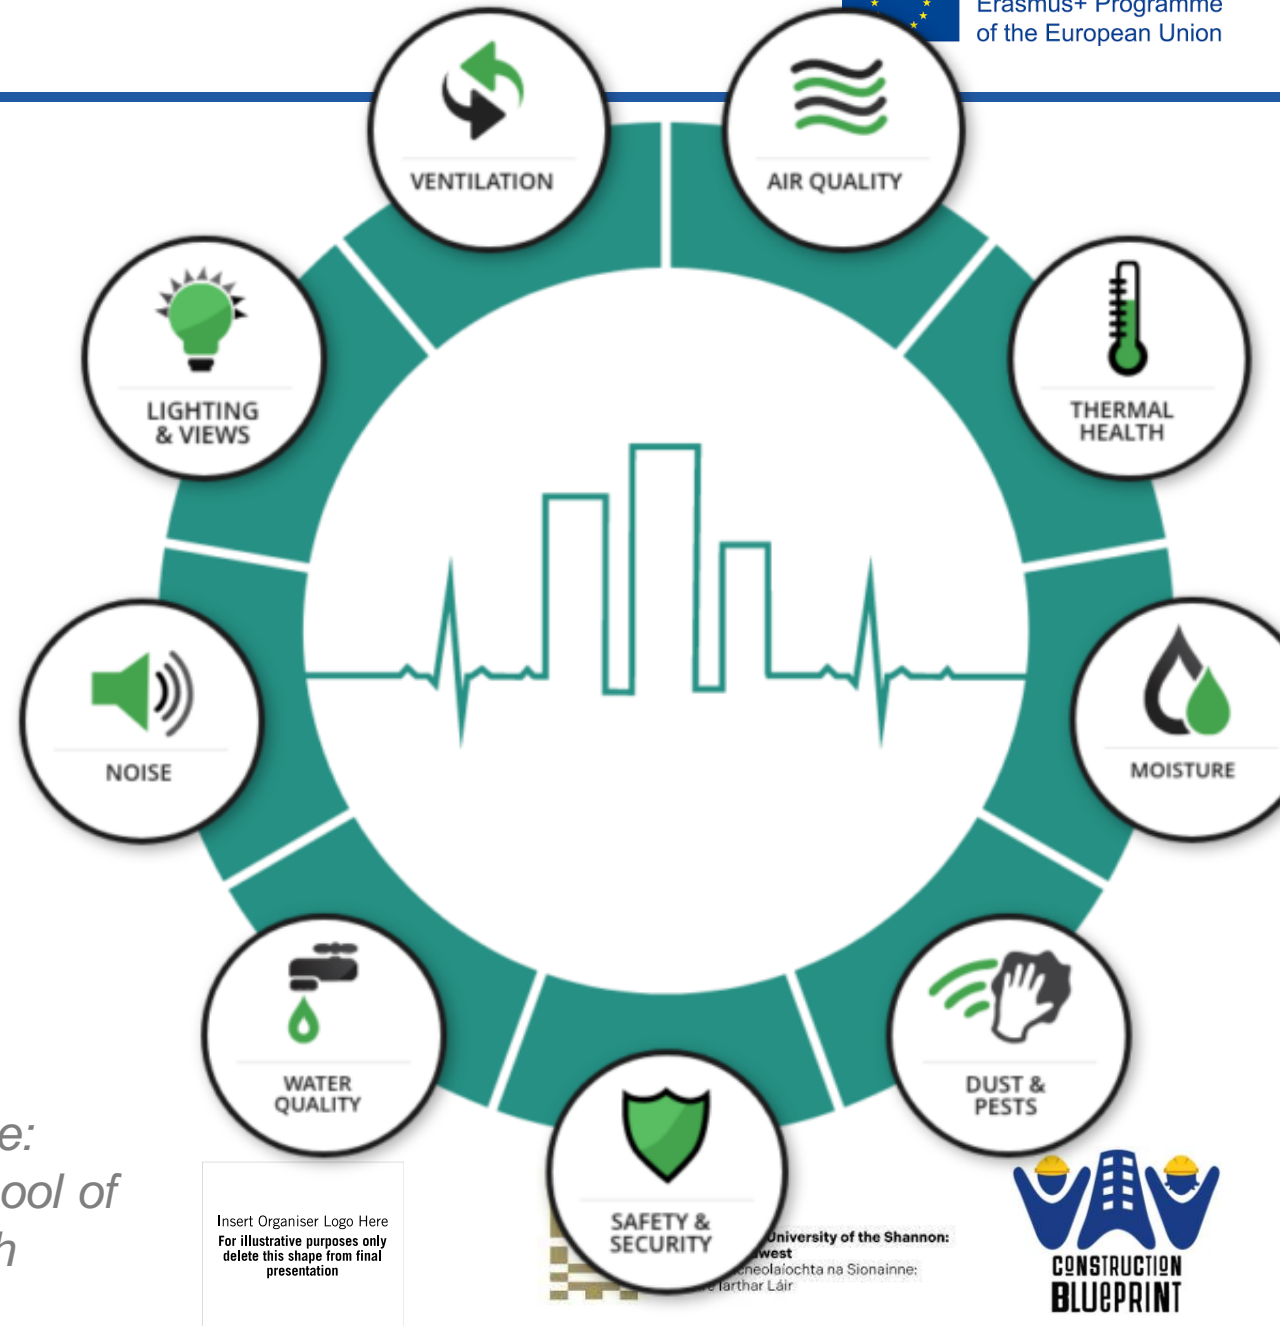 Erasmus+ Programme
of the European Union
VENTILATION
AIR QUALITY
LIGHTING
& VIEWS
THERMAL
HEALTH
NOISE
MOISTURE
WATER
QUALITY
DUST &
PESTS
SAFETY &
SECURITY
e:
ool of
h
Insert Organiser Logo Here
For illustrative purposes only
delete this shape from final
presentation
University of the Shannon:
west
cneolaíochta na Sionainne:
Iarthar Láir
CONSTRUCTION
BLUEPRINT